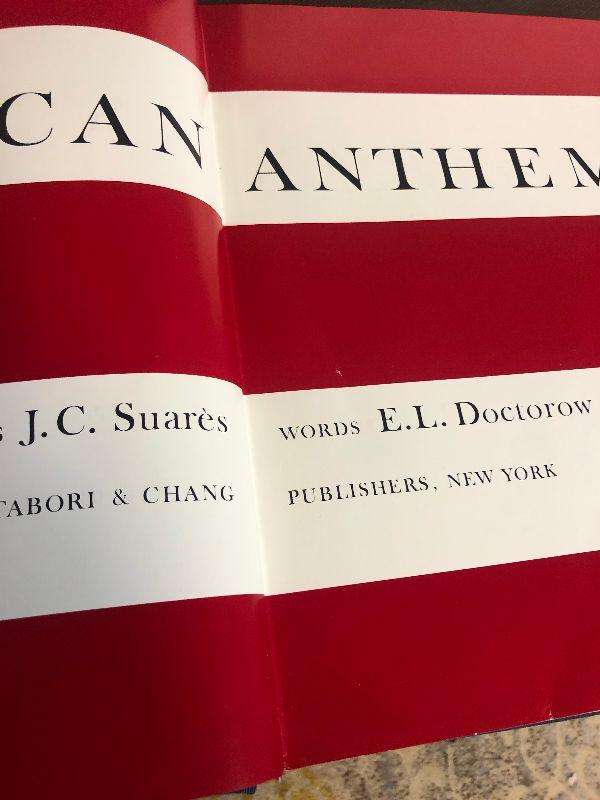 CAN ANTHEM
J.C. Suarès WORDS E.L. Doctorow
TABORI & CHANG PUBLISHERS, NEW YORK